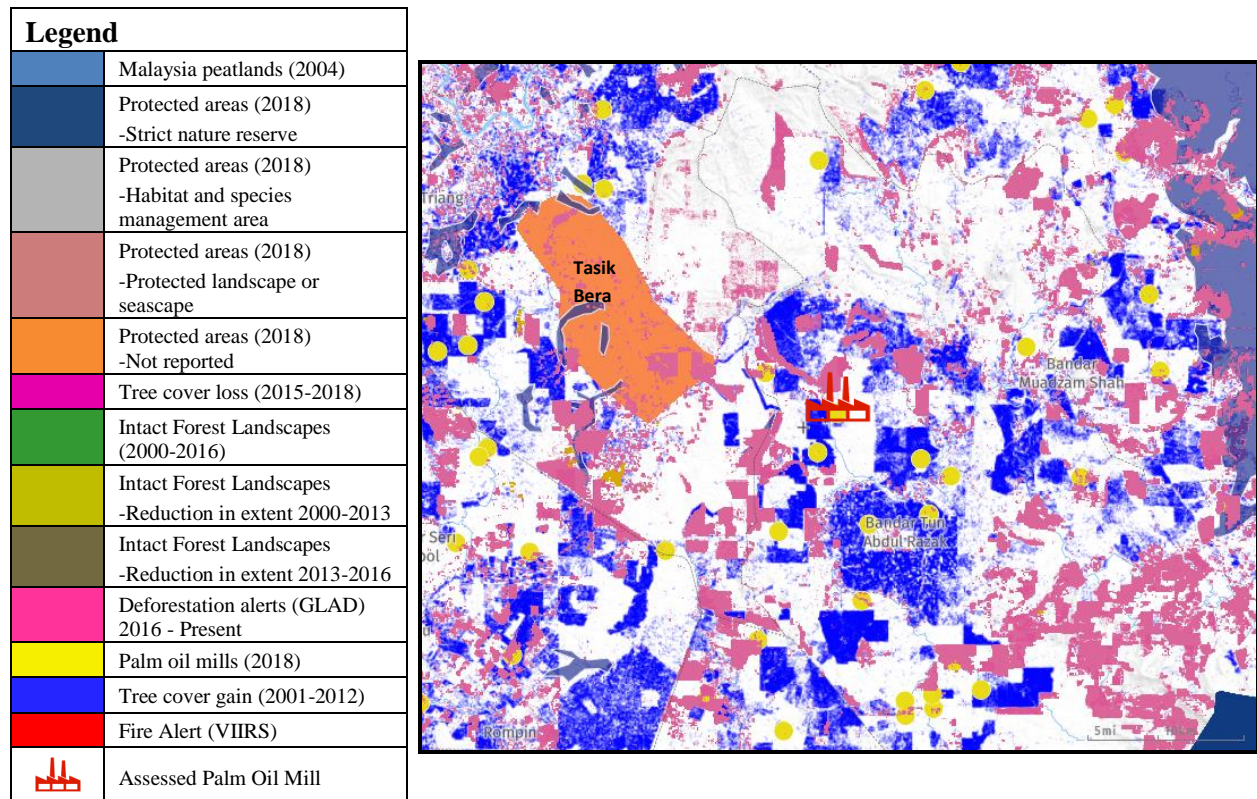 Legend
Malaysia peatlands (2004)
Protected areas (2018)
-Strict nature reserve
Protected areas (2018)
-Habitat and species
management area
Protected areas (2018)
-Protected landscape or
seascape
Protected areas (2018)
-Not reported
Tree cover loss (2015-2018)
Intact Forest Landscapes
(2000-2016)
Intact Forest Landscapes
-Reduction in extent 2000-2013
Intact Forest Landscapes
-Reduction in extent 2013-2016
Deforestation alerts (GLAD)
2016 - Present
Palm oil mills (2018)
Tree cover gain (2001-2012)
Fire Alert (VIIRS)
Assessed Palm Oil Mill
Triang
Tasik
Bera
Bandar
Muadzam Shah
Bandar Tun
Abdul Razak
Seri
Rompin
5mi